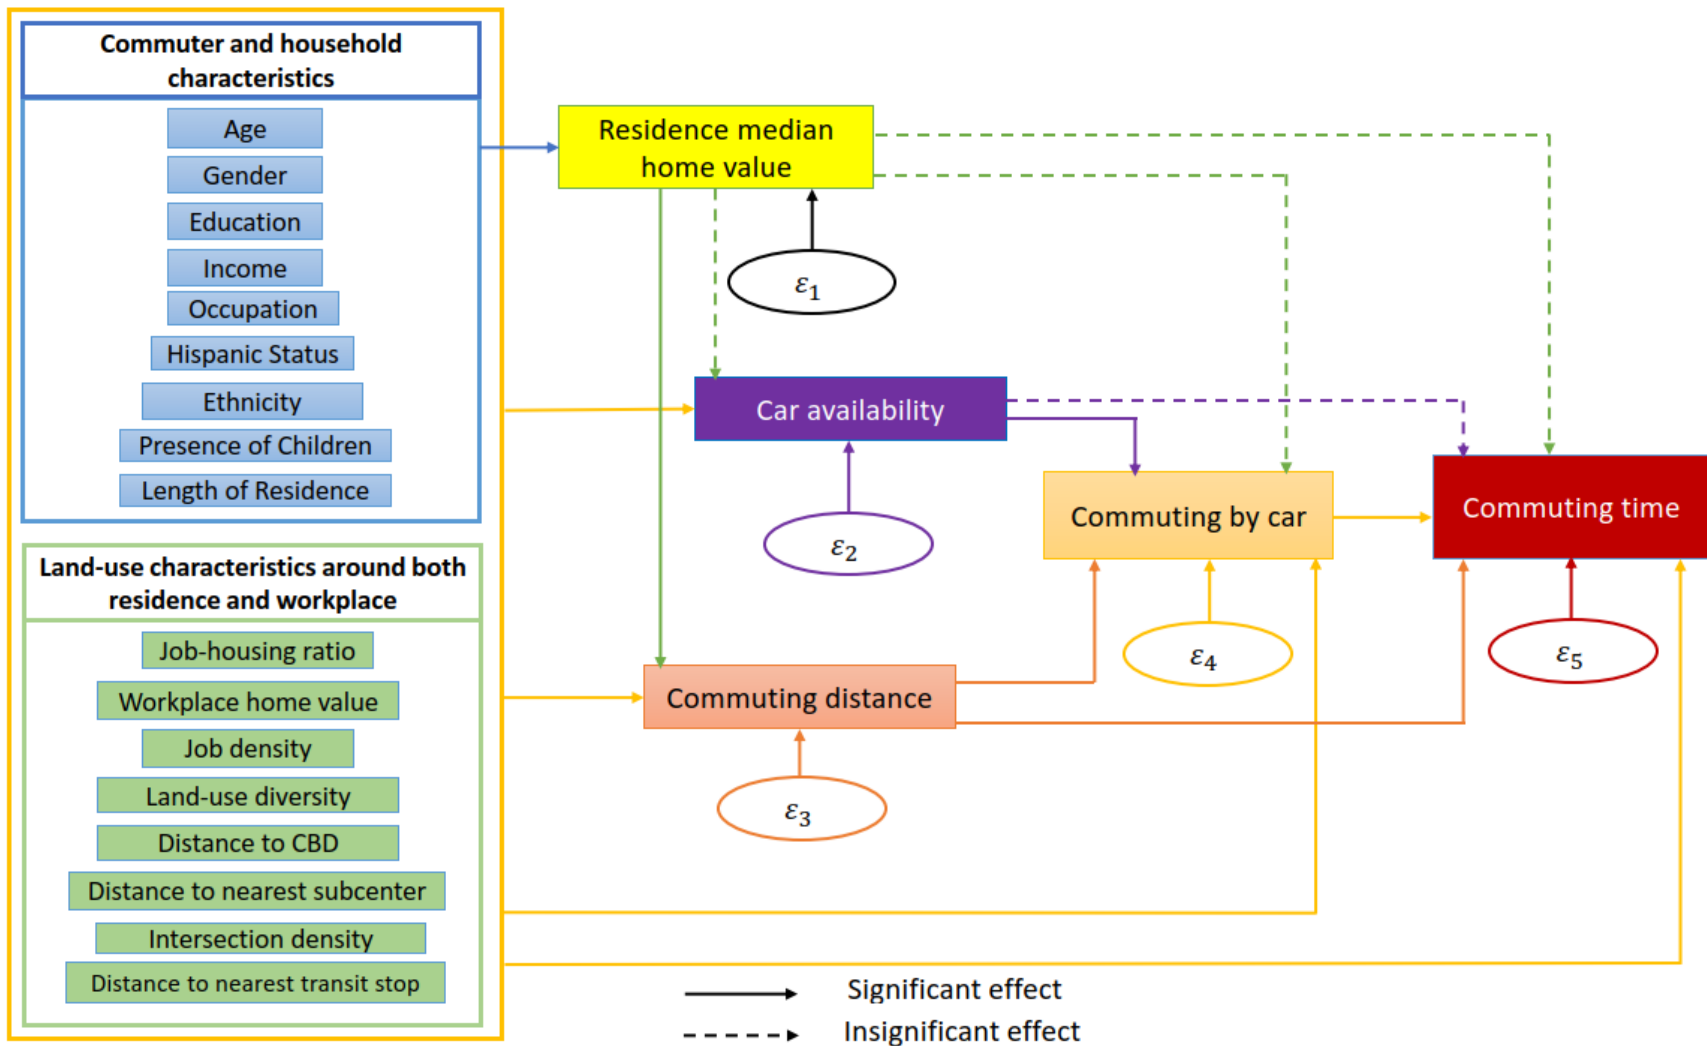 Commuter and household
characteristics
Age
Gender
Education
Income
Occupation
Hispanic Status
Ethnicity
Presence of Children
Length of Residence
Land-use characteristics around both
residence and workplace
Job-housing ratio
Workplace home value
Job density
Land-use diversity
Distance to CBD
Distance to nearest subcenter
Intersection density
Distance to nearest transit stop
Residence median
home value
ε₁
Car availability
ε₂
Commuting by car
ε₄
Commuting time
ε₅
Commuting distance
ε₃
Significant effect
Insignificant effect